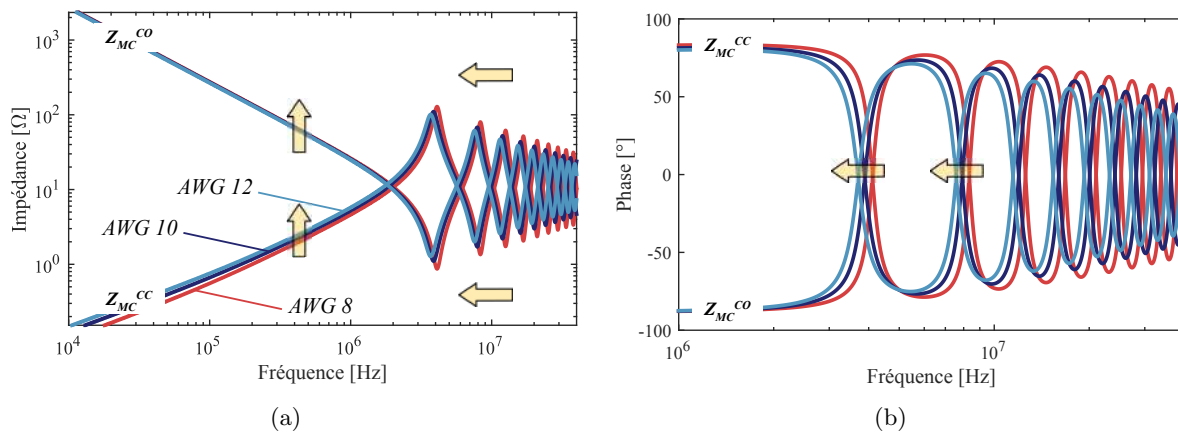 Z_MC^CO
AWG 12
AWG 10
Z_MC^CC
AWG 8
Impédance [Ω]
10^3
10^2
10^1
10^0
10^4
10^5
10^6
10^7
Fréquence [Hz]
(a)
Z_MC^CC
Z_MC^CO
Phase [°]
100
50
0
-50
-100
10^6
10^7
Fréquence [Hz]
(b)